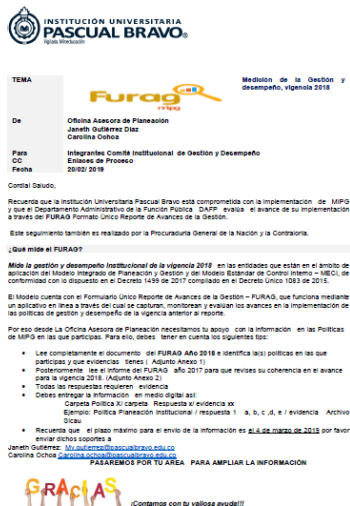 INSTITUCIÓN UNIVERSITARIA
PASCUAL BRAVO®
Vigilada Mineducación
TEMA
Furag
mipg
Medición de la Gestión y
desempeño, vigencia 2018
De
Oficina Asesora de Planeación
Janeth Gutiérrez Díaz
Carolina Ochoa
Para
Integrantes Comité Institucional de Gestión y Desempeño
CC
Enlaces de Proceso
Fecha
20/02/ 2019
Cordial Saludo,
Recuerda que la Institución Universitaria Pascual Bravo está comprometida con la implementación de MIPG
y que el Departamento Administrativo de la Función Pública DAFP evalúa el avance de su implementación
a través del FURAG Formato Único Reporte de Avances de la Gestión.
Este seguimiento también es realizado por la Procuraduría General de la Nación y la Contraloría.
¿Qué mide el FURAG?
Mide la gestión y desempeño Institucional de la vigencia 2018 en las entidades que están en el ámbito de
aplicación del Modelo Integrado de Planeación y Gestión y del Modelo Estándar de Control Interno – MECI, de
conformidad con lo dispuesto en el Decreto 1499 de 2017 compilado en el Decreto Único 1083 de 2015.
El Modelo cuenta con el Formulario Único Reporte de Avances de la Gestión – FURAG, que funciona mediante
un aplicativo en línea a través del cual se capturan, monitorean y evalúan los avances en la implementación de
las políticas de gestión y desempeño de la vigencia anterior al reporte.
Por eso desde La Oficina Asesora de Planeación necesitamos tu apoyo con la información en las Políticas
de MIPG en las que participas. Para ello, debes tener en cuenta los siguientes tips:
• Lee completamente el documento del FURAG Año 2018 e identifica la(s) políticas en las que
participas y que evidencias tienes ( Adjunto Anexo 1)
• Posteriormente lee el Informe del FURAG año 2017 para que revises su coherencia en el avance
para la vigencia 2018. (Adjunto Anexo 2)
• Todas las respuestas requieren evidencia
• Debes entregar la información en medio digital así:
Carpeta Política X/ carpeta Respuesta x/ evidencia xx
Ejemplo: Política Planeación Institucional / respuesta 1 a, b, c ,d, e / evidencia Archivo
Sicau
• Recuerda que el plazo máximo para el envío de la información es el 4 de marzo de 2019 por favor
enviar dichos soportes a
Janeth Gutiérrez: My.gutierrez@pascualbravo.edu.co
Carolina Ochoa Carolina.ochoa@pascualbravo.edu.co
PASAREMOS POR TU AREA PARA AMPLIAR LA INFORMACIÓN
GRACIAS
¡Contamos con tu valiosa ayuda!!!